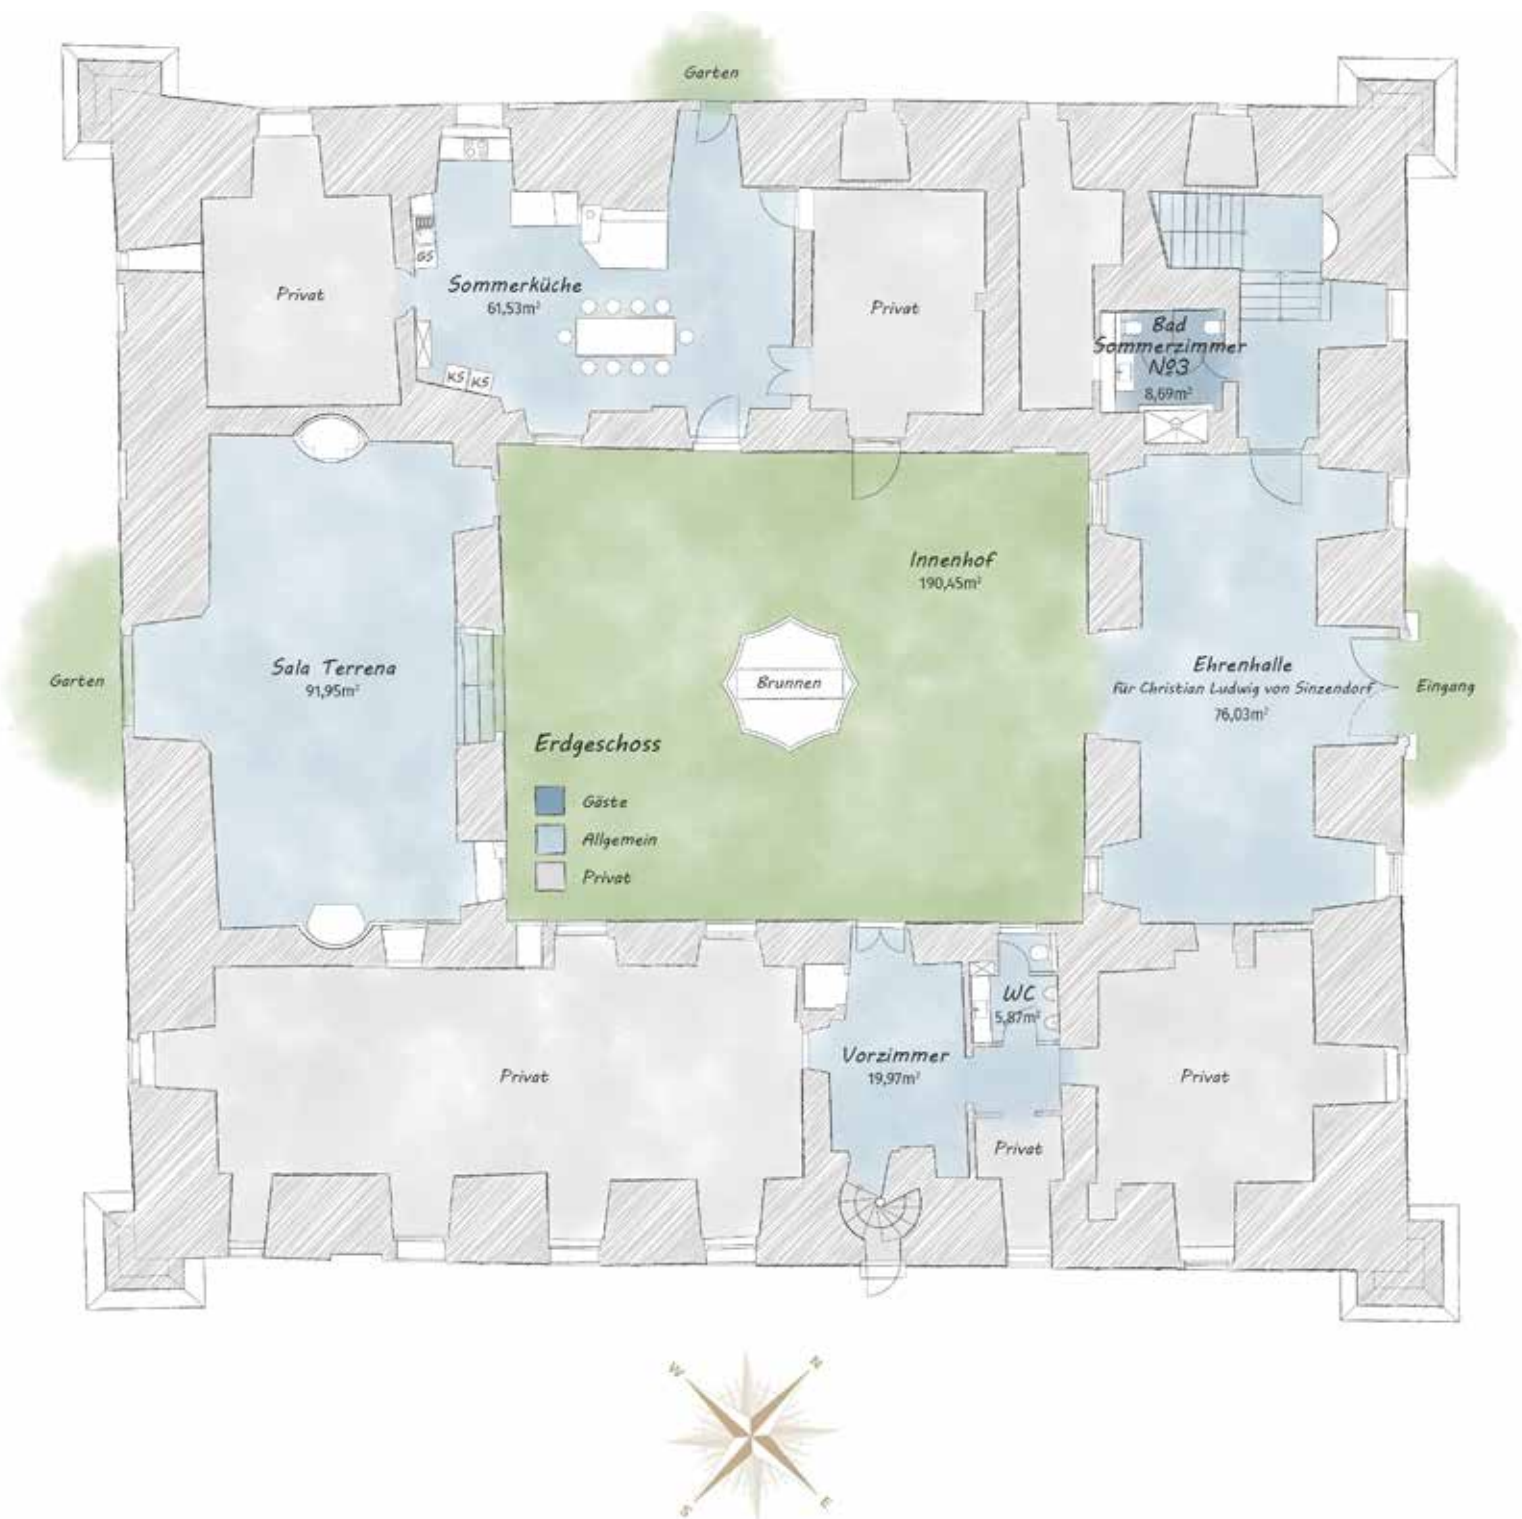 Garten
GS
Sommerküche
61,53m²
KS KS
Privat
Privat
Bad
Sommerzimmer
Nº3
8,69m²
Innenhof
190,45m²
Garten
Sala Terrena
91,95m²
Brunnen
Ehrenhalle
für Christian Ludwig von Sinzendorf
76,03m²
Eingang
Erdgeschoss
Gäste
Allgemein
Privat
WC
5,87m²
Vorzimmer
19,97m²
Privat
Privat
Privat
W
N
S
E